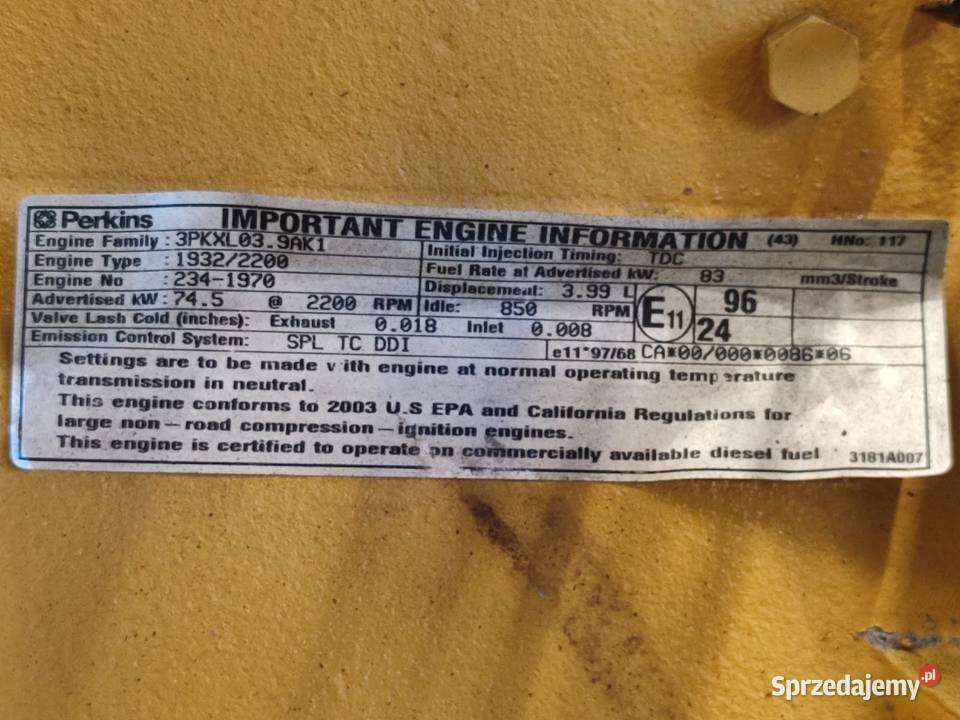 Perkins IMPORTANT ENGINE INFORMATION (43) HNo: 117
Engine Family : 3PKXL03.9AK1 Initial Injection Timing: TDC
Engine Type : 1932/2200 Fuel Rate at Advertised kW: 83 mm3/Stroke
Engine No : 234-1970 Displacement: 3.99 L E11 96
Advertised kW : 74.5 @ 2200 RPM Idle: 850 RPM 24
Valve Lash Cold (inches): Exhaust 0.018 Inlet 0.008
Emission Control System: SPL TC DDI e11*97/68 CA*00/000*0086*06
Settings are to be made with engine at normal operating temperature
transmission in neutral.
This engine conforms to 2003 U.S EPA and California Regulations for
large non-road compression-ignition engines.
This engine is certified to operate on commercially available diesel fuel 3181A007
Sprzedajemy.pl